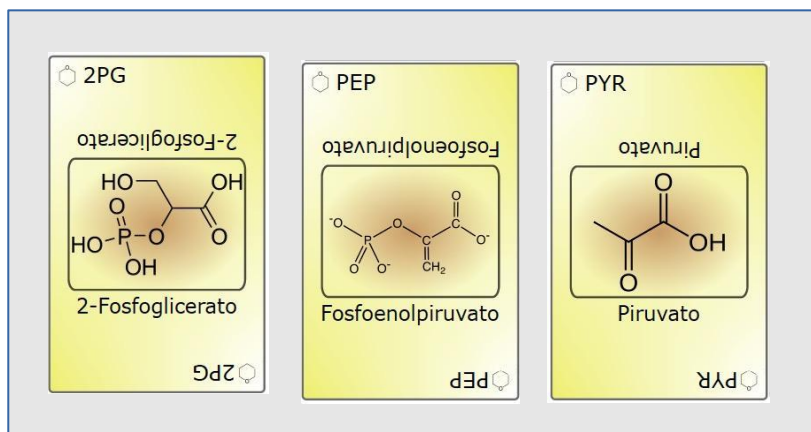 2PG
2-Fosfoglicerato
HO
OH
O
P
O
O
HO
OH
2-Fosfoglicerato
2PG
PEP
Fosfoenolpiruvato
O
-O
O
P
O-
O
O-
CH2
Fosfoenolpiruvato
PEP
PYR
Piruvato
O
OH
O
Piruvato
PYR